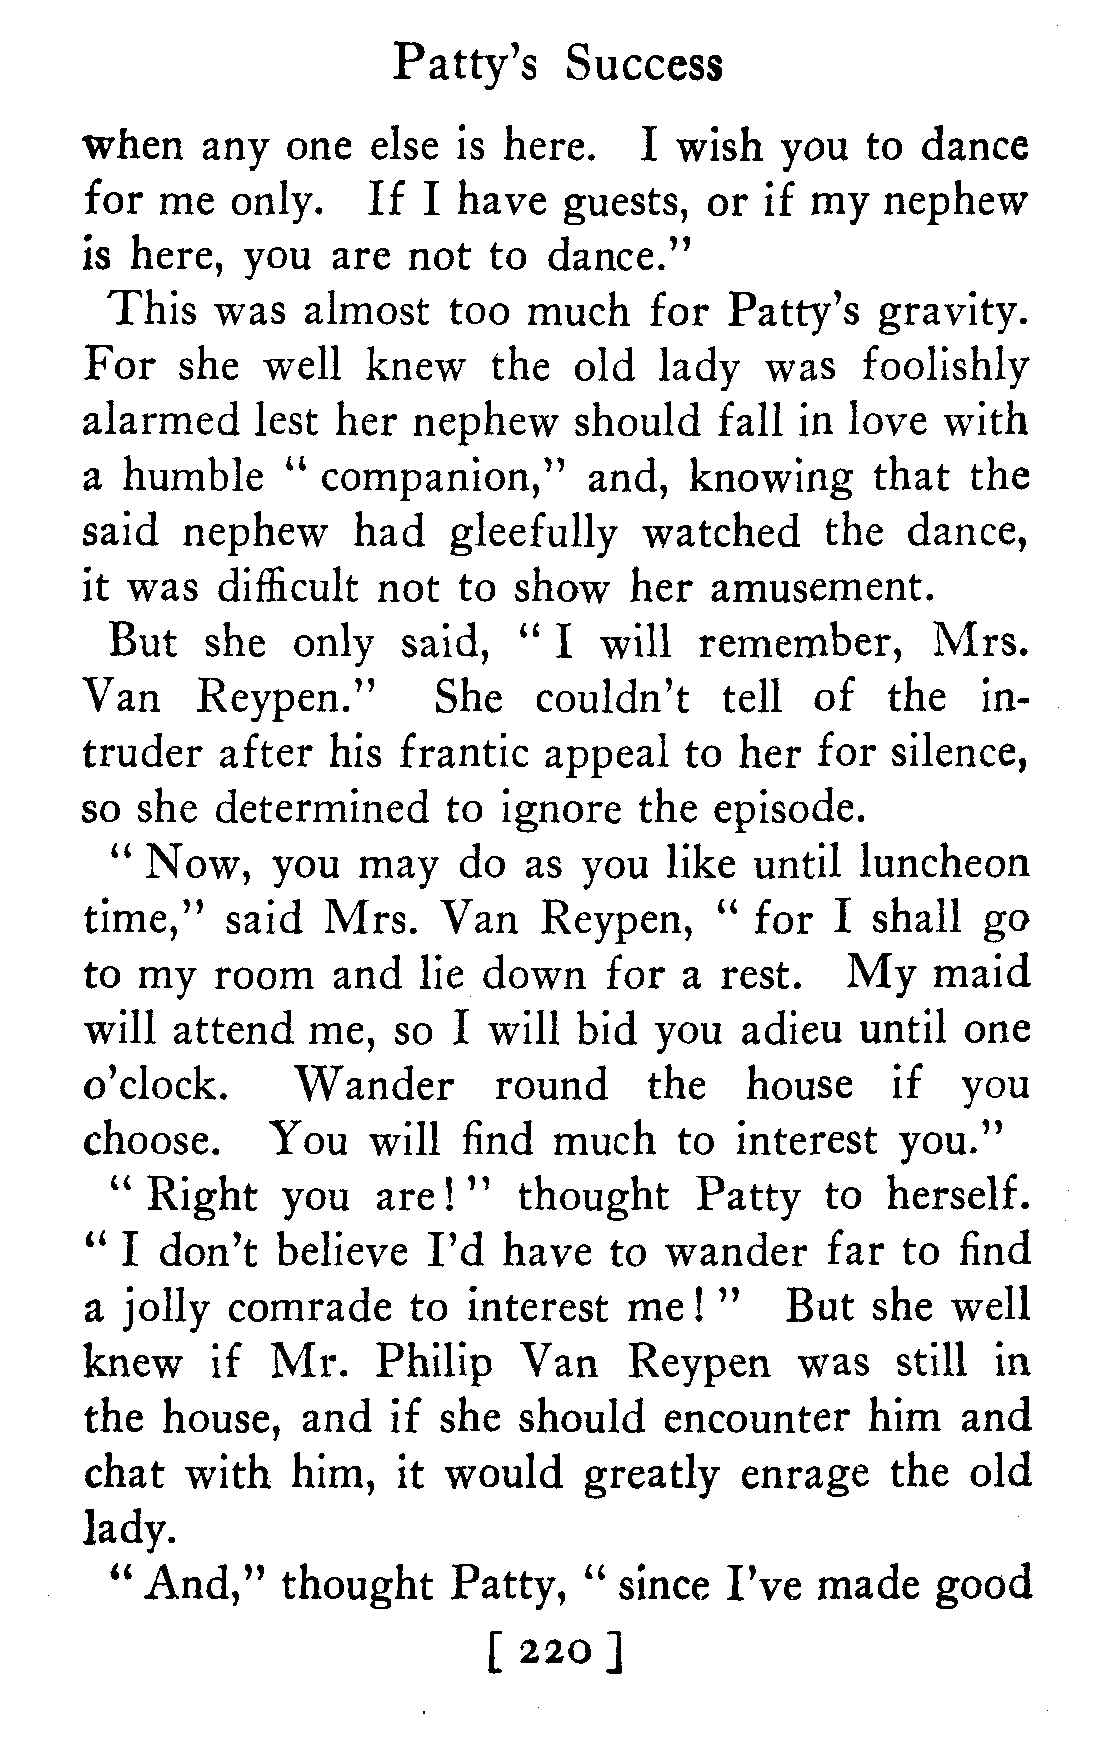 Patty's Success
when any one else is here. I wish you to dance
for me only. If I have guests, or if my nephew
is here, you are not to dance."
This was almost too much for Patty's gravity.
For she well knew the old lady was foolishly
alarmed lest her nephew should fall in love with
a humble " companion," and, knowing that the
said nephew had gleefully watched the dance,
it was difficult not to show her amusement.
But she only said, " I will remember, Mrs.
Van Reypen." She couldn't tell of the in-
truder after his frantic appeal to her for silence,
so she determined to ignore the episode.
" Now, you may do as you like until luncheon
time," said Mrs. Van Reypen, " for I shall go
to my room and lie down for a rest. My maid
will attend me, so I will bid you adieu until one
o'clock. Wander round the house if you
choose. You will find much to interest you."
" Right you are! " thought Patty to herself.
" I don't believe I'd have to wander far to find
a jolly comrade to interest me! " But she well
knew if Mr. Philip Van Reypen was still in
the house, and if she should encounter him and
chat with him, it would greatly enrage the old
lady.
" And," thought Patty, " since I've made good
[ 220 ]